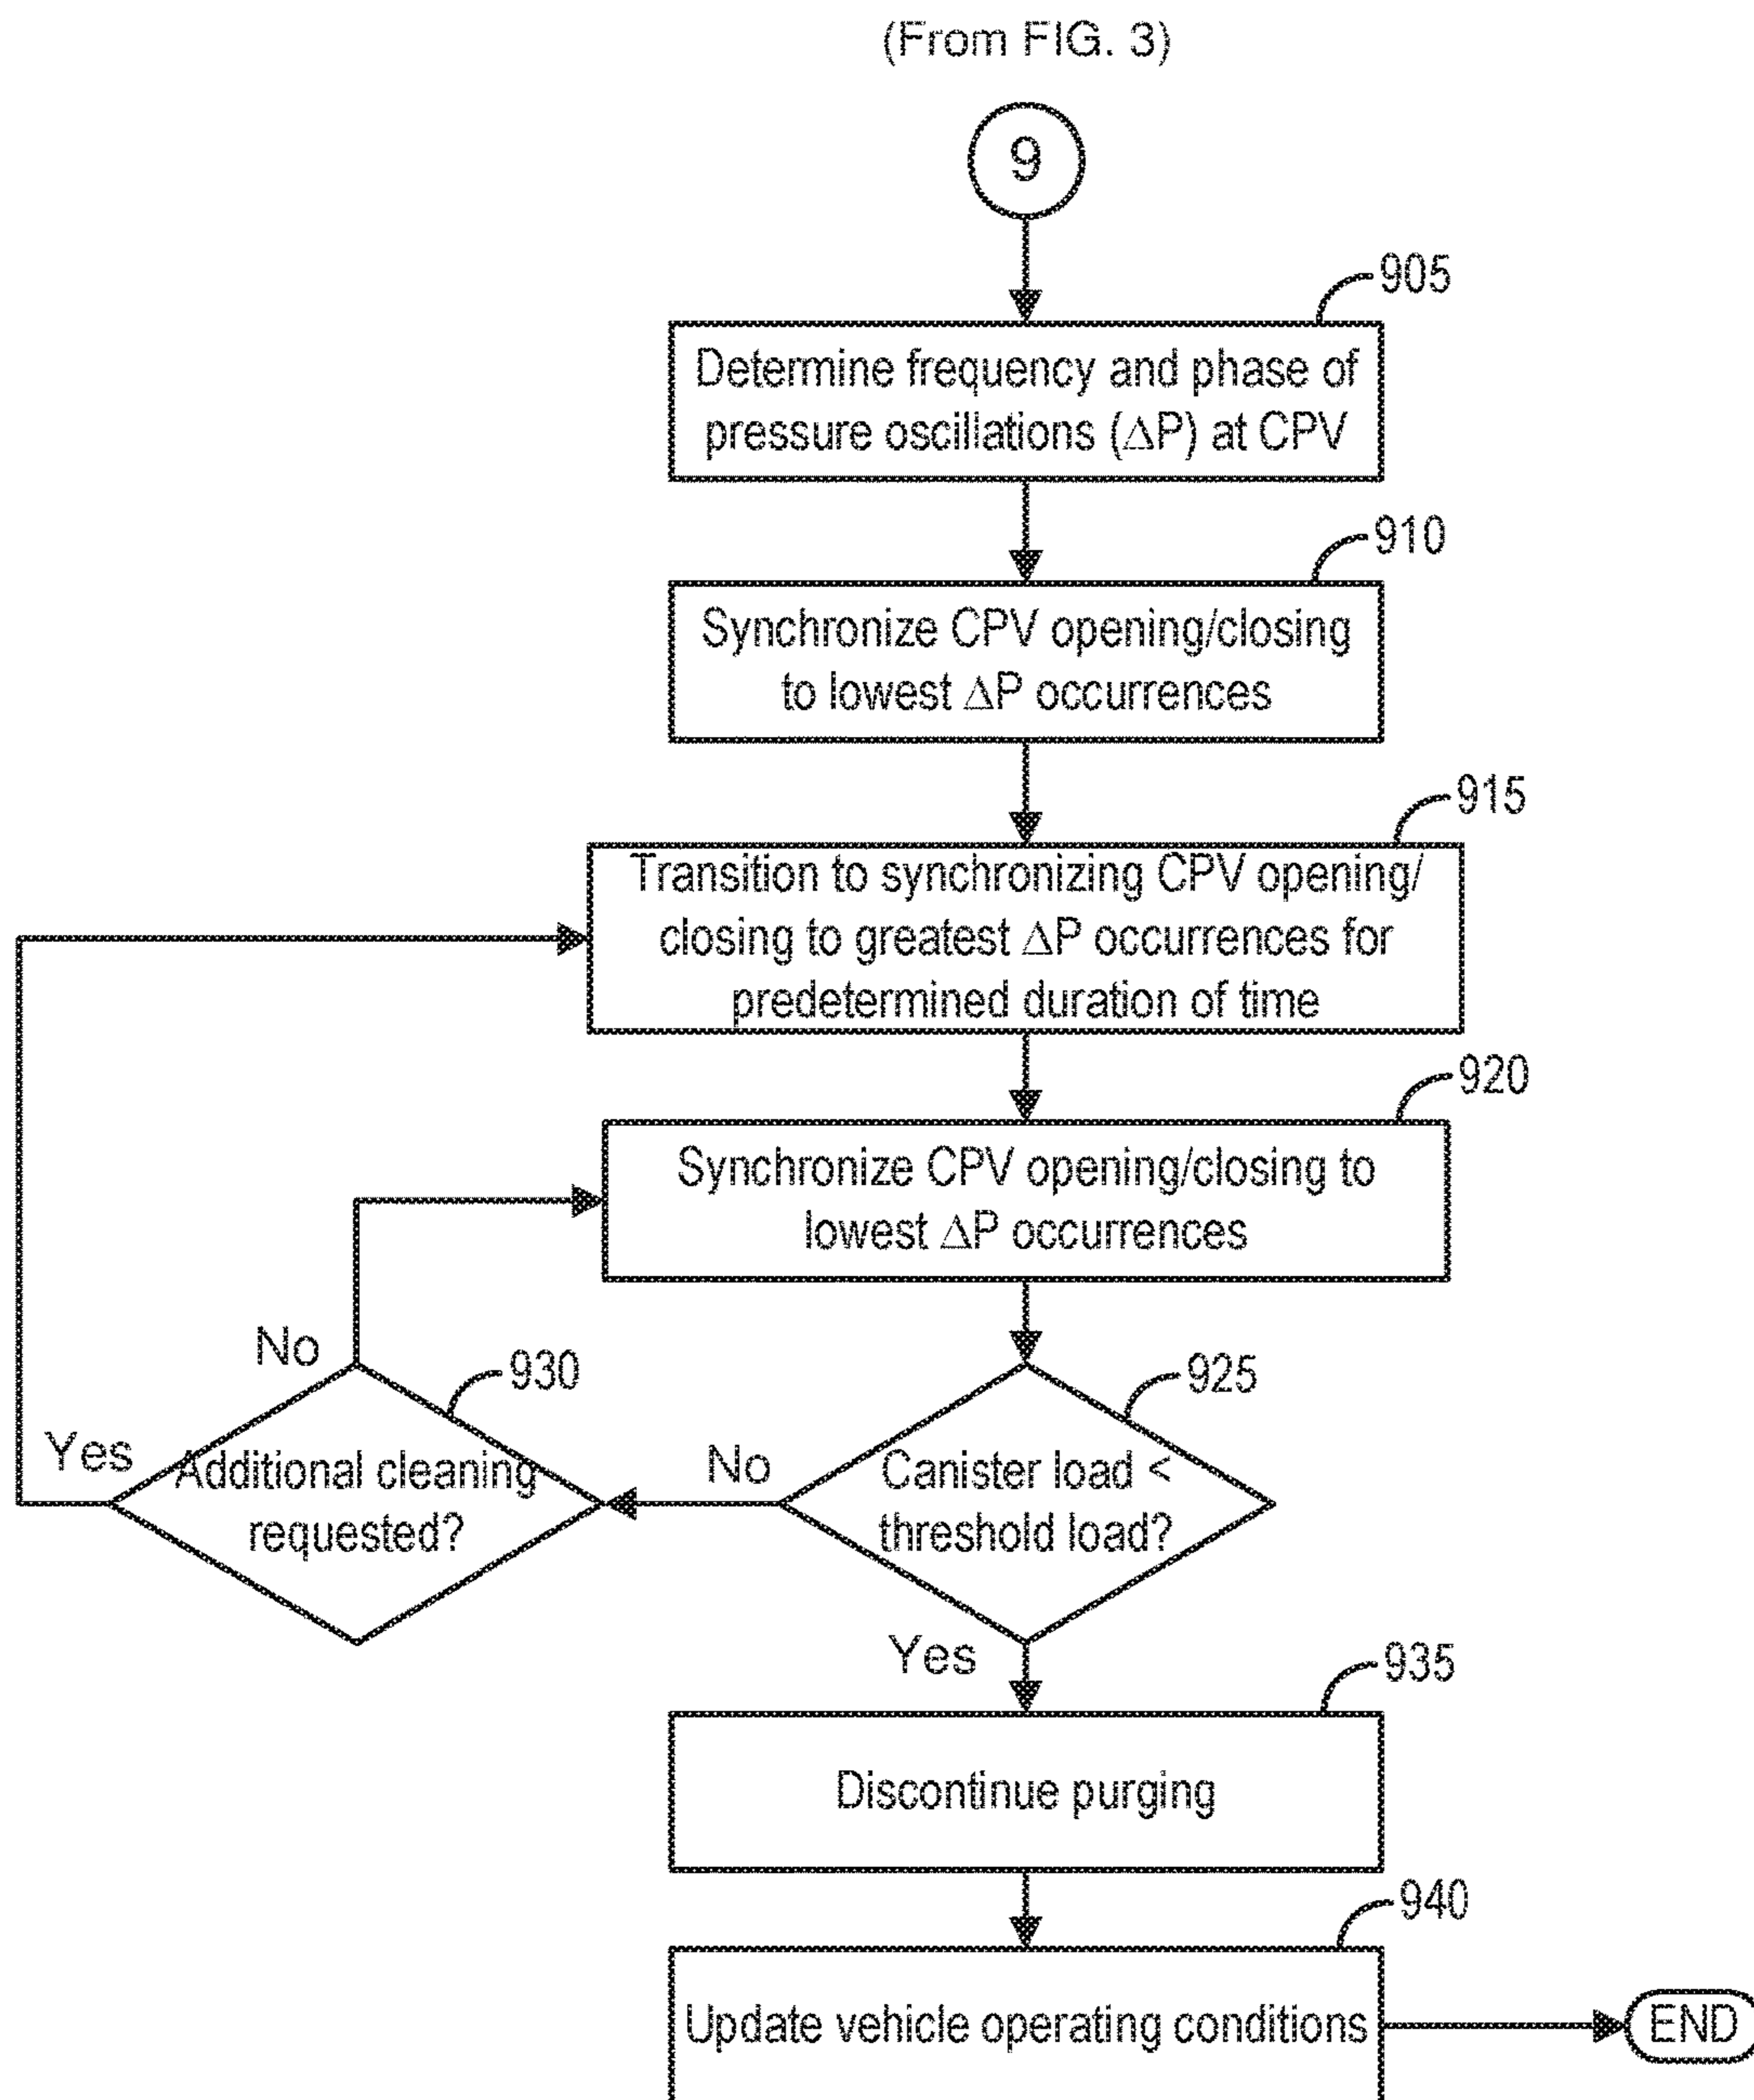 (From FIG. 3)
9
905
Determine frequency and phase of
pressure oscillations (ΔP) at CPV
910
Synchronize CPV opening/closing
to lowest ΔP occurrences
915
Transition to synchronizing CPV opening/
closing to greatest ΔP occurrences for
predetermined duration of time
920
Synchronize CPV opening/closing to
lowest ΔP occurrences
No
930
925
Yes
Additional cleaning
requested?
No
Canister load <
threshold load?
Yes
935
Discontinue purging
940
Update vehicle operating conditions
END